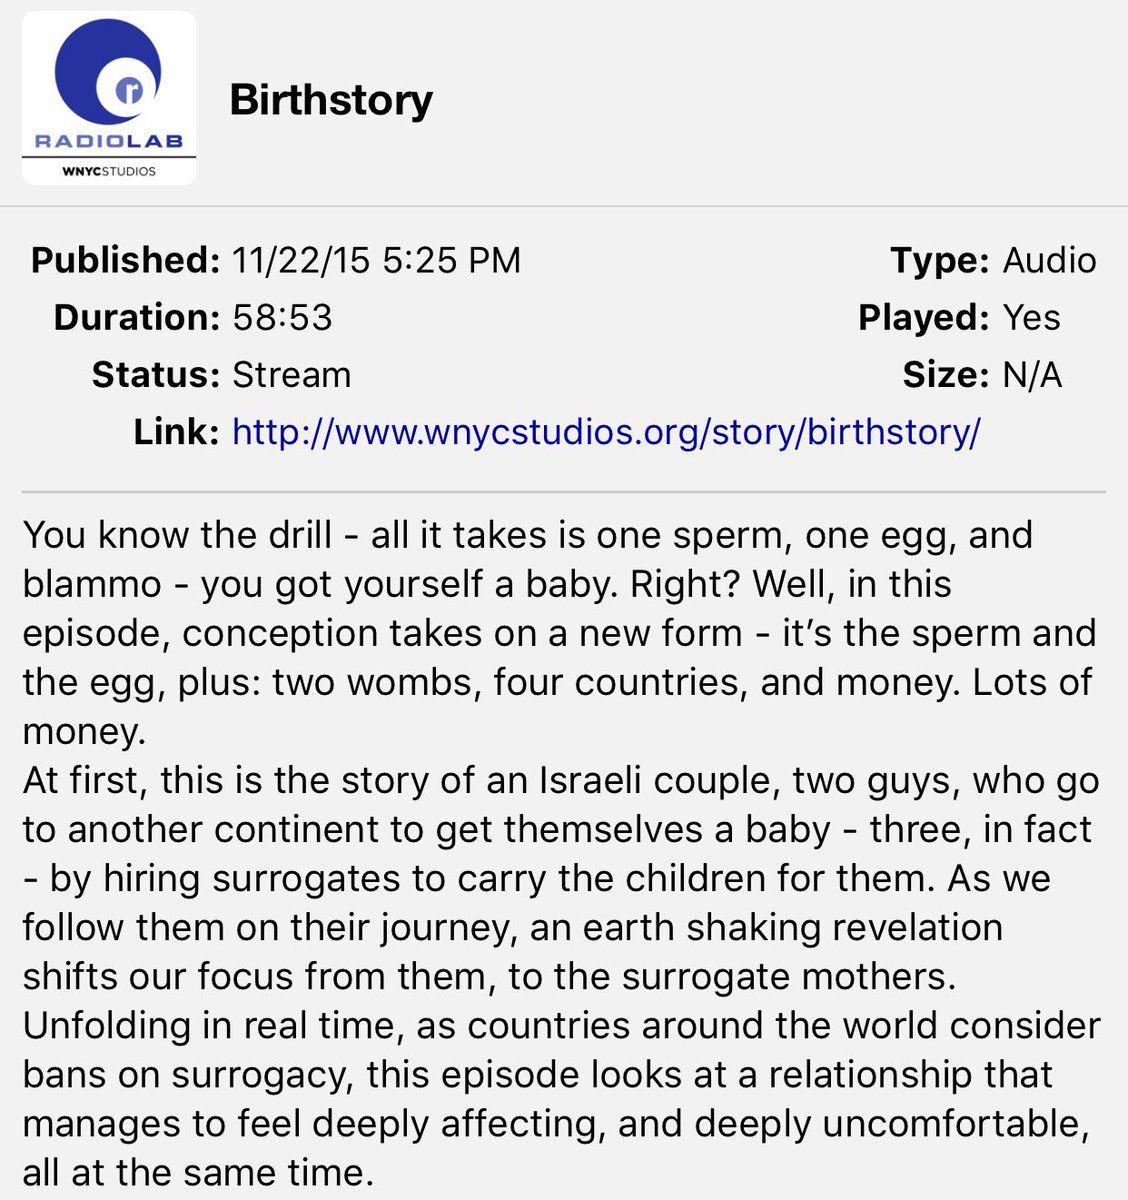 r
RADIOLAB
WNYCSTUDIOS
Birthstory
Published: 11/22/15 5:25 PM Type: Audio
Duration: 58:53 Played: Yes
Status: Stream Size: N/A
Link: http://www.wnycstudios.org/story/birthstory/
You know the drill - all it takes is one sperm, one egg, and
blammo - you got yourself a baby. Right? Well, in this
episode, conception takes on a new form - it’s the sperm and
the egg, plus: two wombs, four countries, and money. Lots of
money.
At first, this is the story of an Israeli couple, two guys, who go
to another continent to get themselves a baby - three, in fact
- by hiring surrogates to carry the children for them. As we
follow them on their journey, an earth shaking revelation
shifts our focus from them, to the surrogate mothers.
Unfolding in real time, as countries around the world consider
bans on surrogacy, this episode looks at a relationship that
manages to feel deeply affecting, and deeply uncomfortable,
all at the same time.